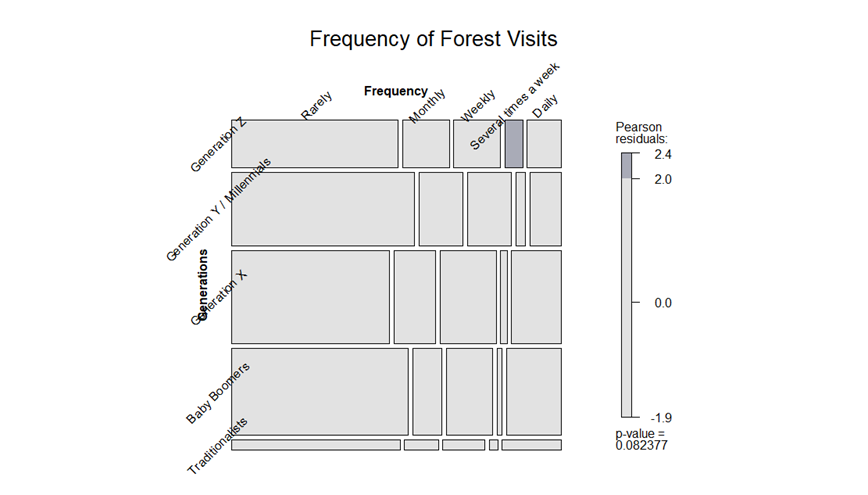 Frequency of Forest Visits
Frequency
Rarely
Monthly
Weekly
Several times a week
Daily
Generations
Generation Z
Generation Y / Millennials
Generation X
Baby Boomers
Traditionalists
Pearson
residuals:
2.4
2.0
0.0
-1.9
p-value =
0.082377